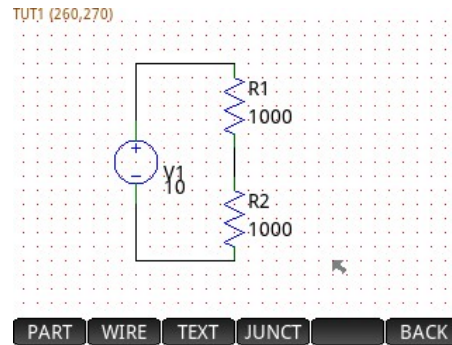 TUT1 (260,270)
R1
1000
V1
10
R2
1000
PART WIRE TEXT JUNCT BACK